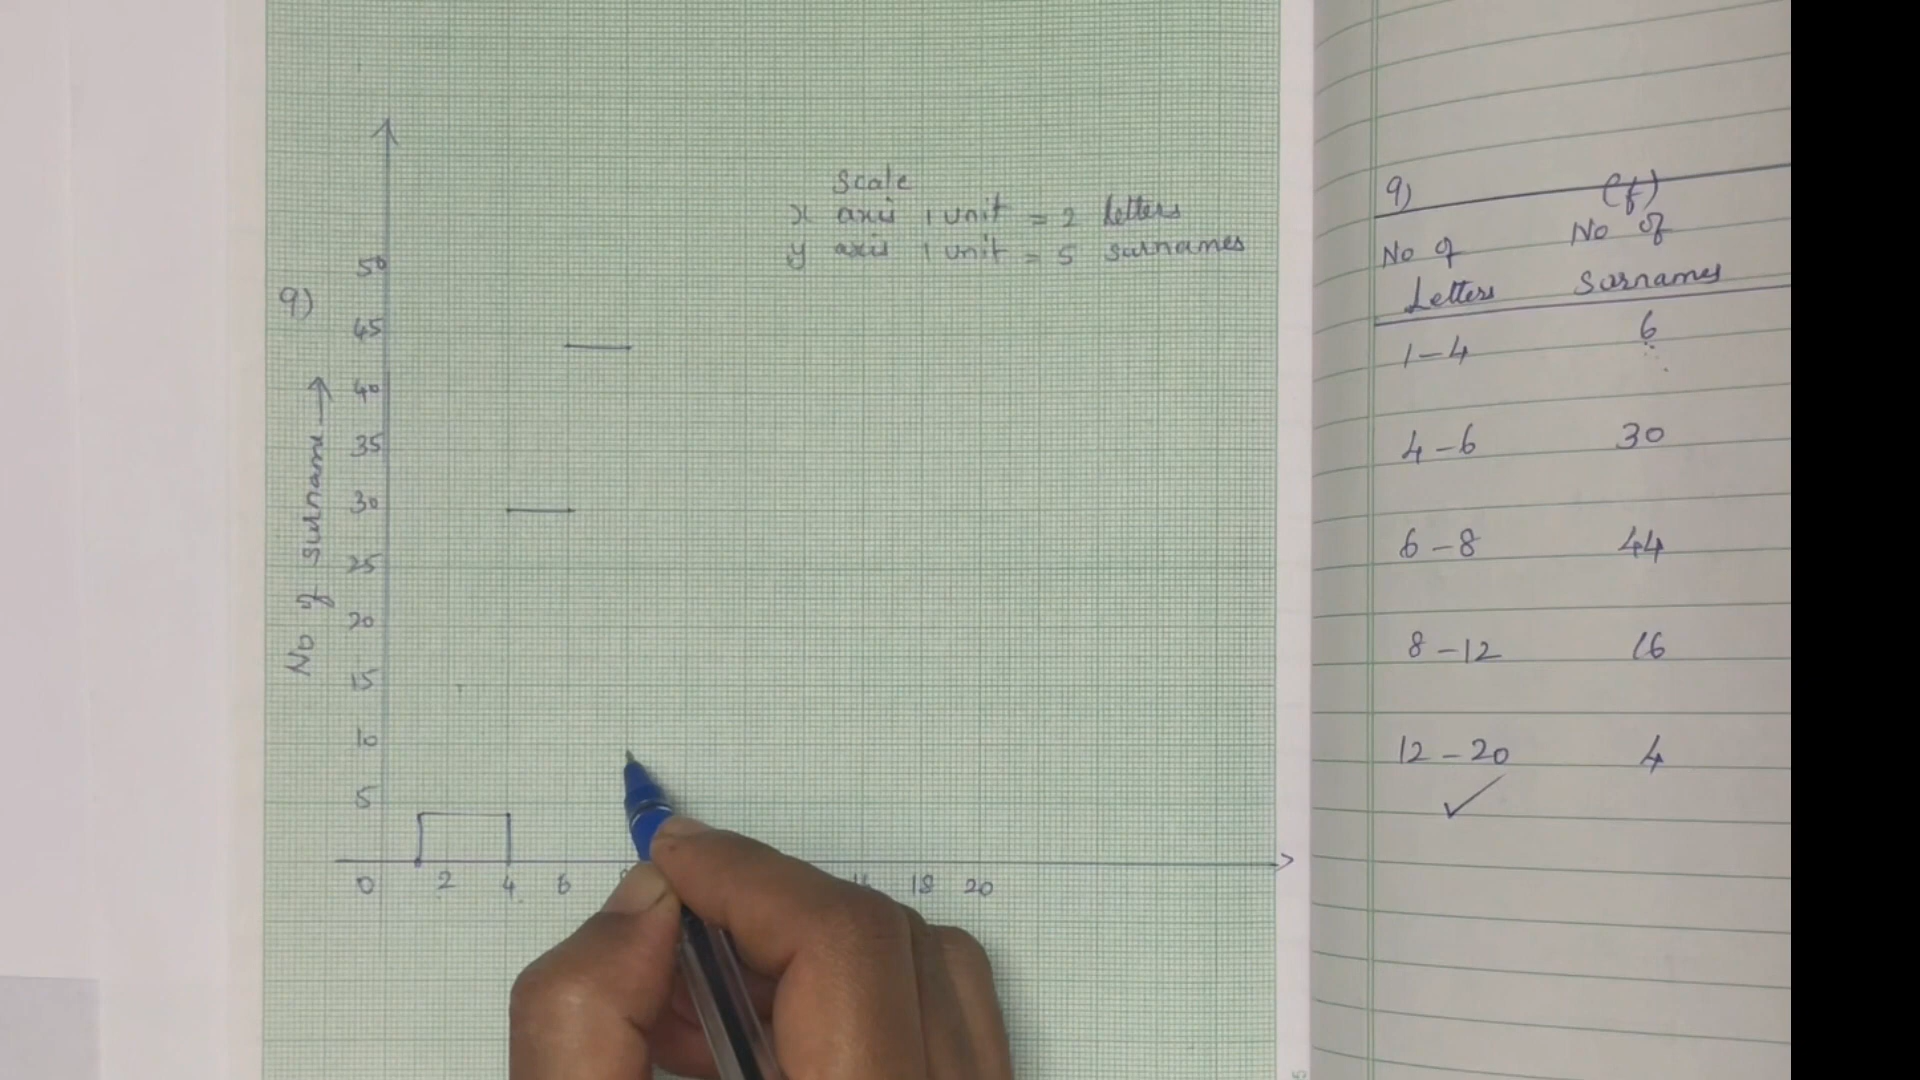 Scale
x axis 1 unit = 2 letters
y axis 1 unit = 5 surnames
9)
No of surname →
50
45
40
35
30
25
20
15
10
5
0 2 4 6 18 20
9) (f)
No of No of
Letters Surnames
1-4 6
4-6 30
6-8 44
8-12 16
12-20 4